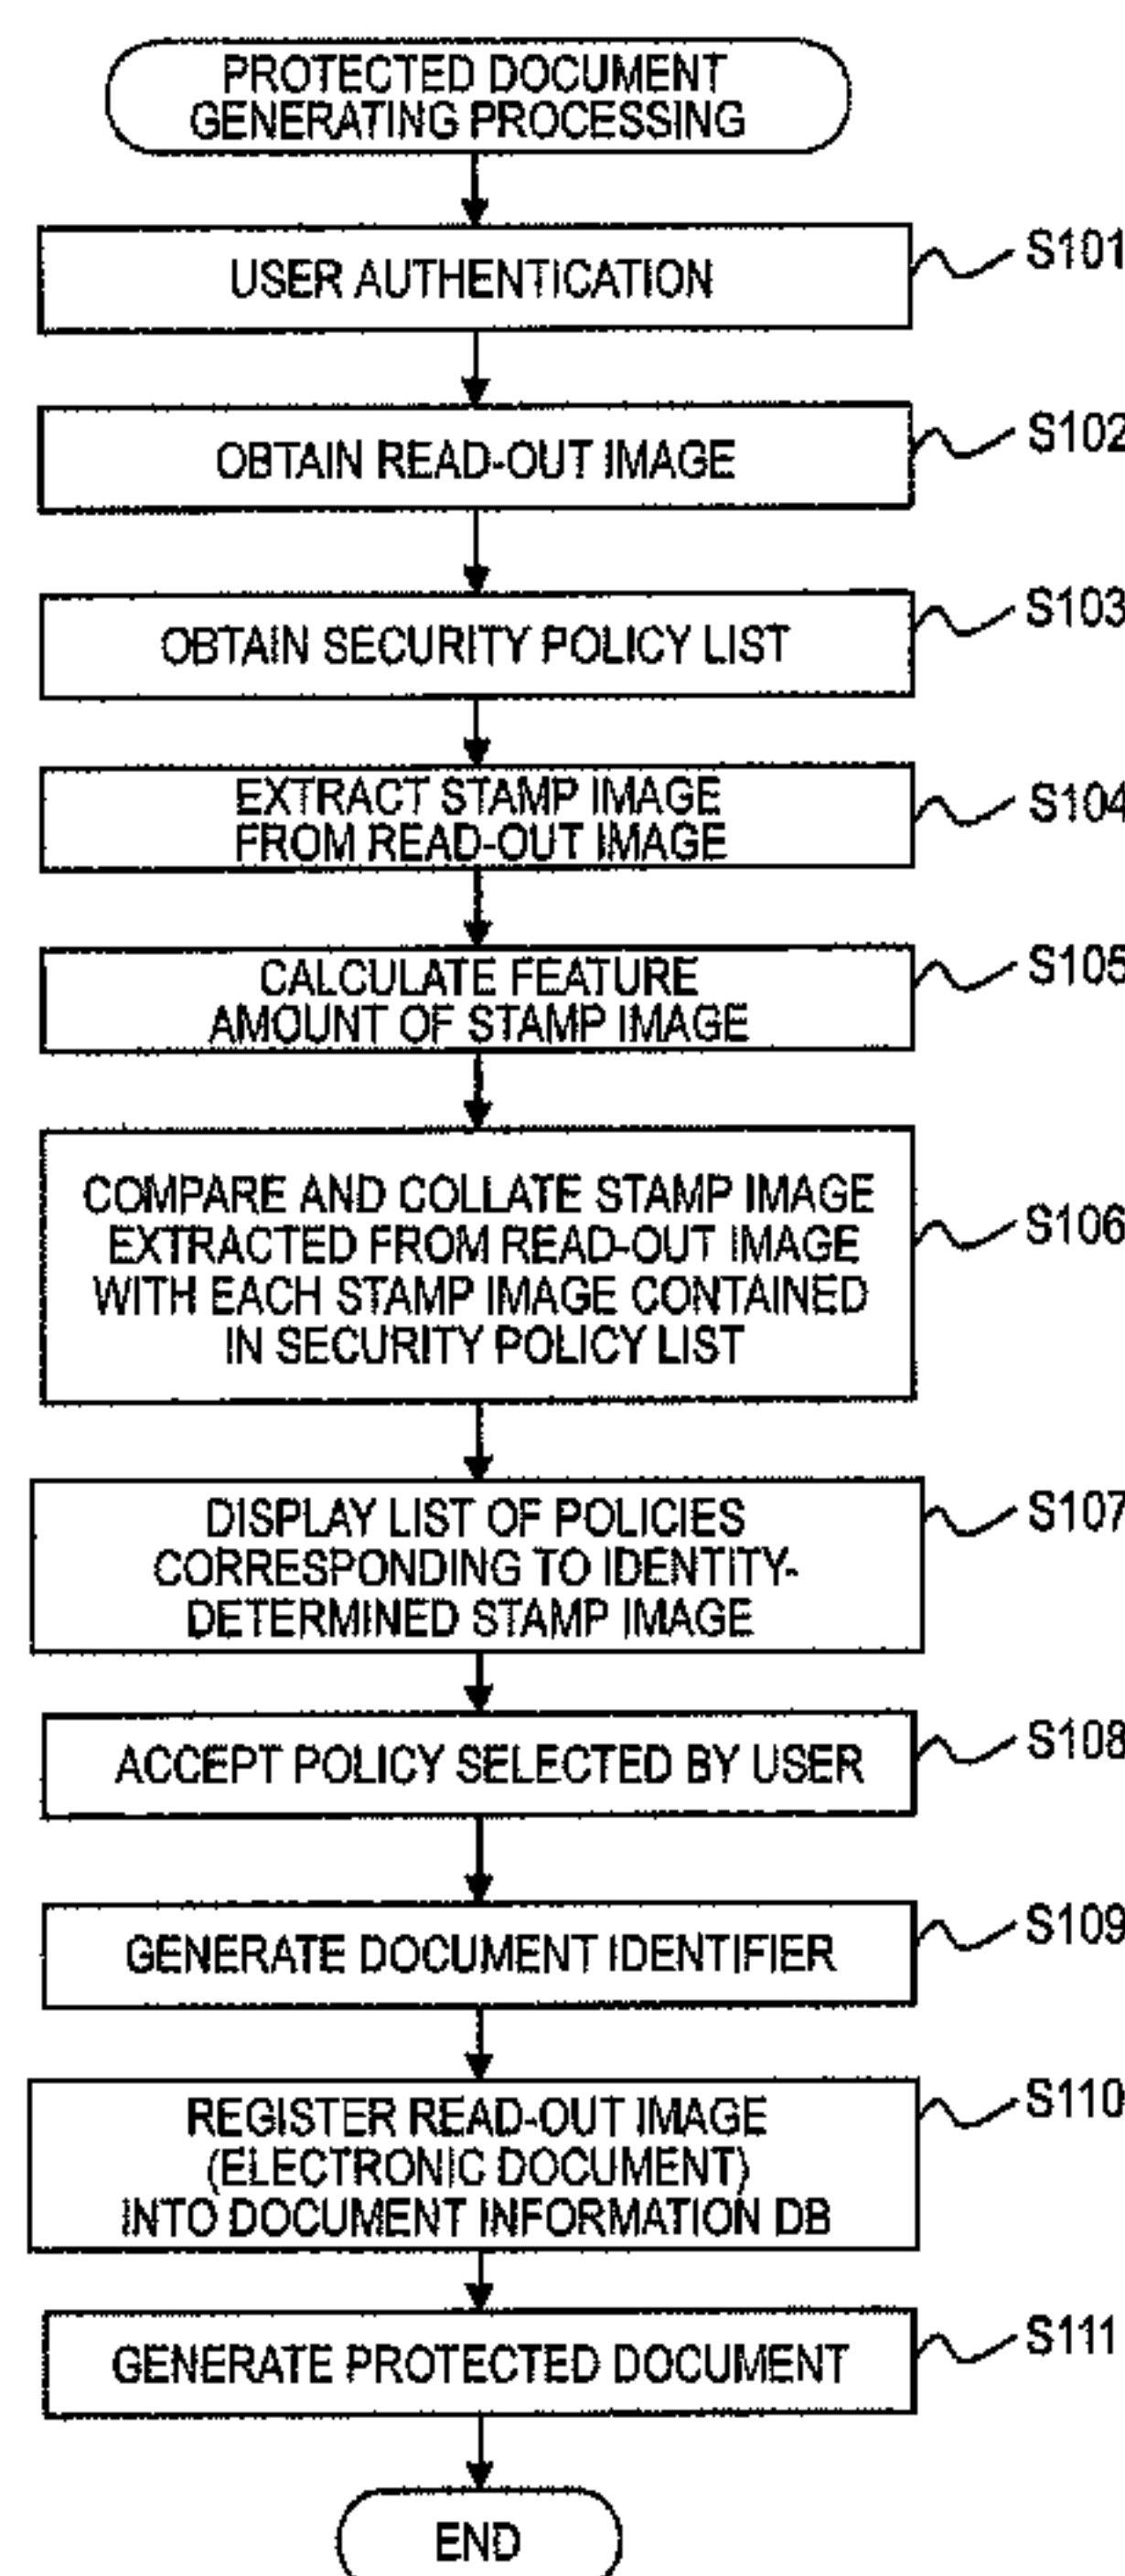 PROTECTED DOCUMENT
GENERATING PROCESSING
USER AUTHENTICATION
S101
OBTAIN READ-OUT IMAGE
S102
OBTAIN SECURITY POLICY LIST
S103
EXTRACT STAMP IMAGE
FROM READ-OUT IMAGE
S104
CALCULATE FEATURE
AMOUNT OF STAMP IMAGE
S105
COMPARE AND COLLATE STAMP IMAGE
EXTRACTED FROM READ-OUT IMAGE
WITH EACH STAMP IMAGE CONTAINED
IN SECURITY POLICY LIST
S106
DISPLAY LIST OF POLICIES
CORRESPONDING TO IDENTITY-
DETERMINED STAMP IMAGE
S107
ACCEPT POLICY SELECTED BY USER
S108
GENERATE DOCUMENT IDENTIFIER
S109
REGISTER READ-OUT IMAGE
(ELECTRONIC DOCUMENT)
INTO DOCUMENT INFORMATION DB
S110
GENERATE PROTECTED DOCUMENT
S111
END